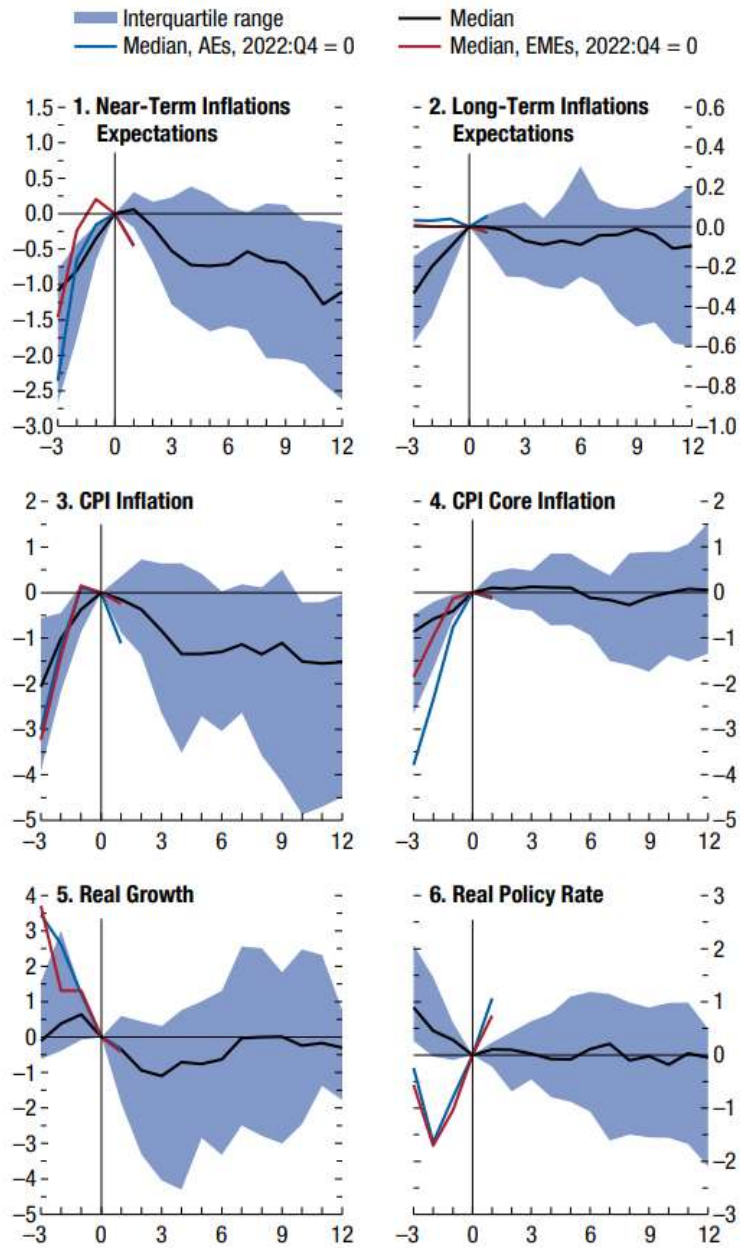 Interquartile range
Median
Median, AEs, 2022:Q4 = 0
Median, EMEs, 2022:Q4 = 0
1. Near-Term Inflations
Expectations
1.5
1.0
0.5
0.0
–0.5
–1.0
–1.5
–2.0
–2.5
–3.0
–3 0 3 6 9 12
2. Long-Term Inflations
Expectations
0.6
0.4
0.2
0.0
–0.2
–0.4
–0.6
–0.8
–1.0
–3 0 3 6 9 12
3. CPI Inflation
2
1
0
–1
–2
–3
–4
–5
–3 0 3 6 9 12
4. CPI Core Inflation
2
1
0
–1
–2
–3
–4
–5
–3 0 3 6 9 12
5. Real Growth
4
3
2
1
0
–1
–2
–3
–4
–5
–3 0 3 6 9 12
6. Real Policy Rate
3
2
1
0
–1
–2
–3
–3 0 3 6 9 12